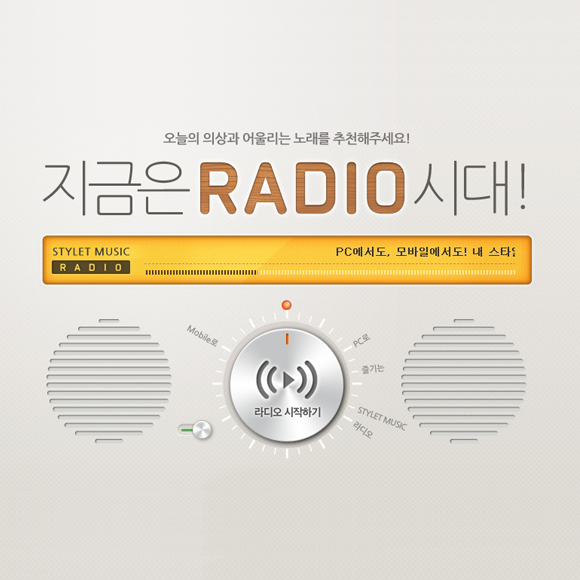 오늘의 의상과 어울리는 노래를 추천해주세요!
지금은 RADIO 시대!
STYLET MUSIC
RADIO
PC에서도, 모바일에서도! 내 스타일
Mobile로
PC로
즐기는
STYLET MUSIC
라디오
라디오 시작하기